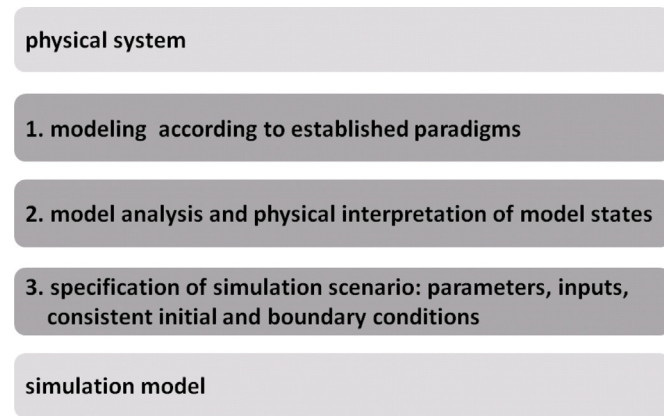 physical system
1. modeling according to established paradigms
2. model analysis and physical interpretation of model states
3. specification of simulation scenario: parameters, inputs,
consistent initial and boundary conditions
simulation model